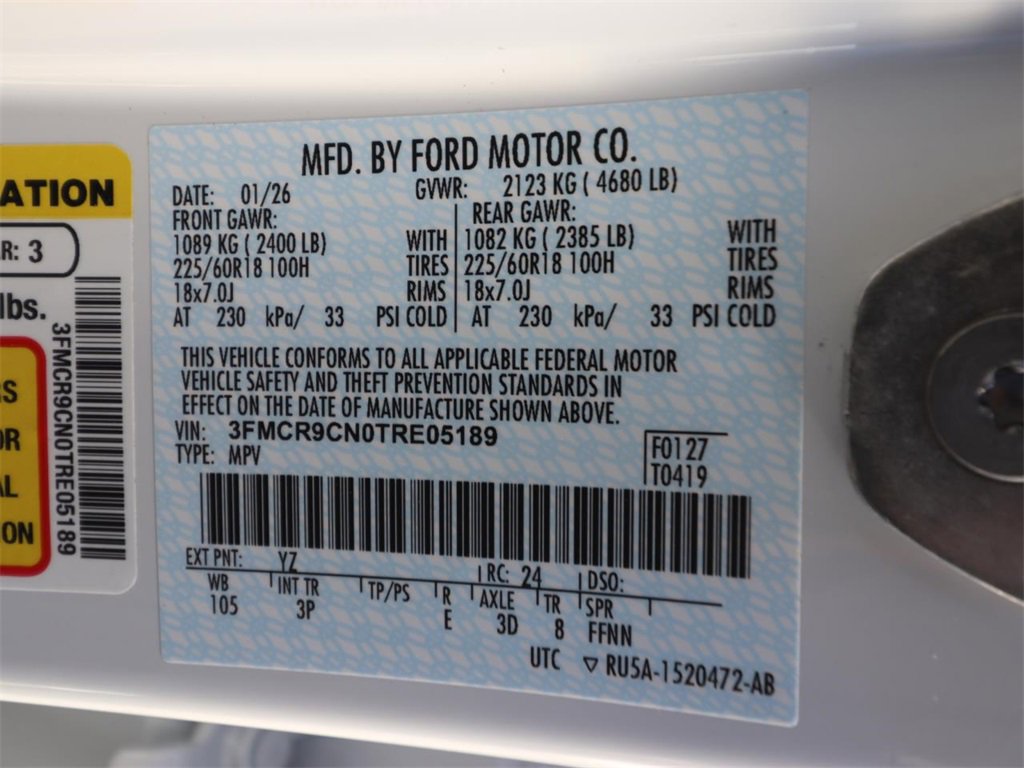 ATION
R: 3
lbs.
RS
OR
AL
ION
3FMCR9CN0TRE05189
MFD. BY FORD MOTOR CO.
DATE: 01/26 GVWR: 2123 KG ( 4680 LB)
FRONT GAWR: REAR GAWR:
1089 KG ( 2400 LB) WITH 1082 KG ( 2385 LB) WITH
225/60R18 100H TIRES 225/60R18 100H TIRES
18x7.0J RIMS 18x7.0J RIMS
AT 230 kPa/ 33 PSI COLD AT 230 kPa/ 33 PSI COLD
THIS VEHICLE CONFORMS TO ALL APPLICABLE FEDERAL MOTOR
VEHICLE SAFETY AND THEFT PREVENTION STANDARDS IN
EFFECT ON THE DATE OF MANUFACTURE SHOWN ABOVE.
VIN: 3FMCR9CN0TRE05189
TYPE: MPV
F0127
T0419
EXT PNT: YZ RC: 24 DSO:
WB INT TR TP/PS R AXLE TR SPR
105 3P E 3D 8 FFNN
UTC ▽ RU5A-1520472-AB